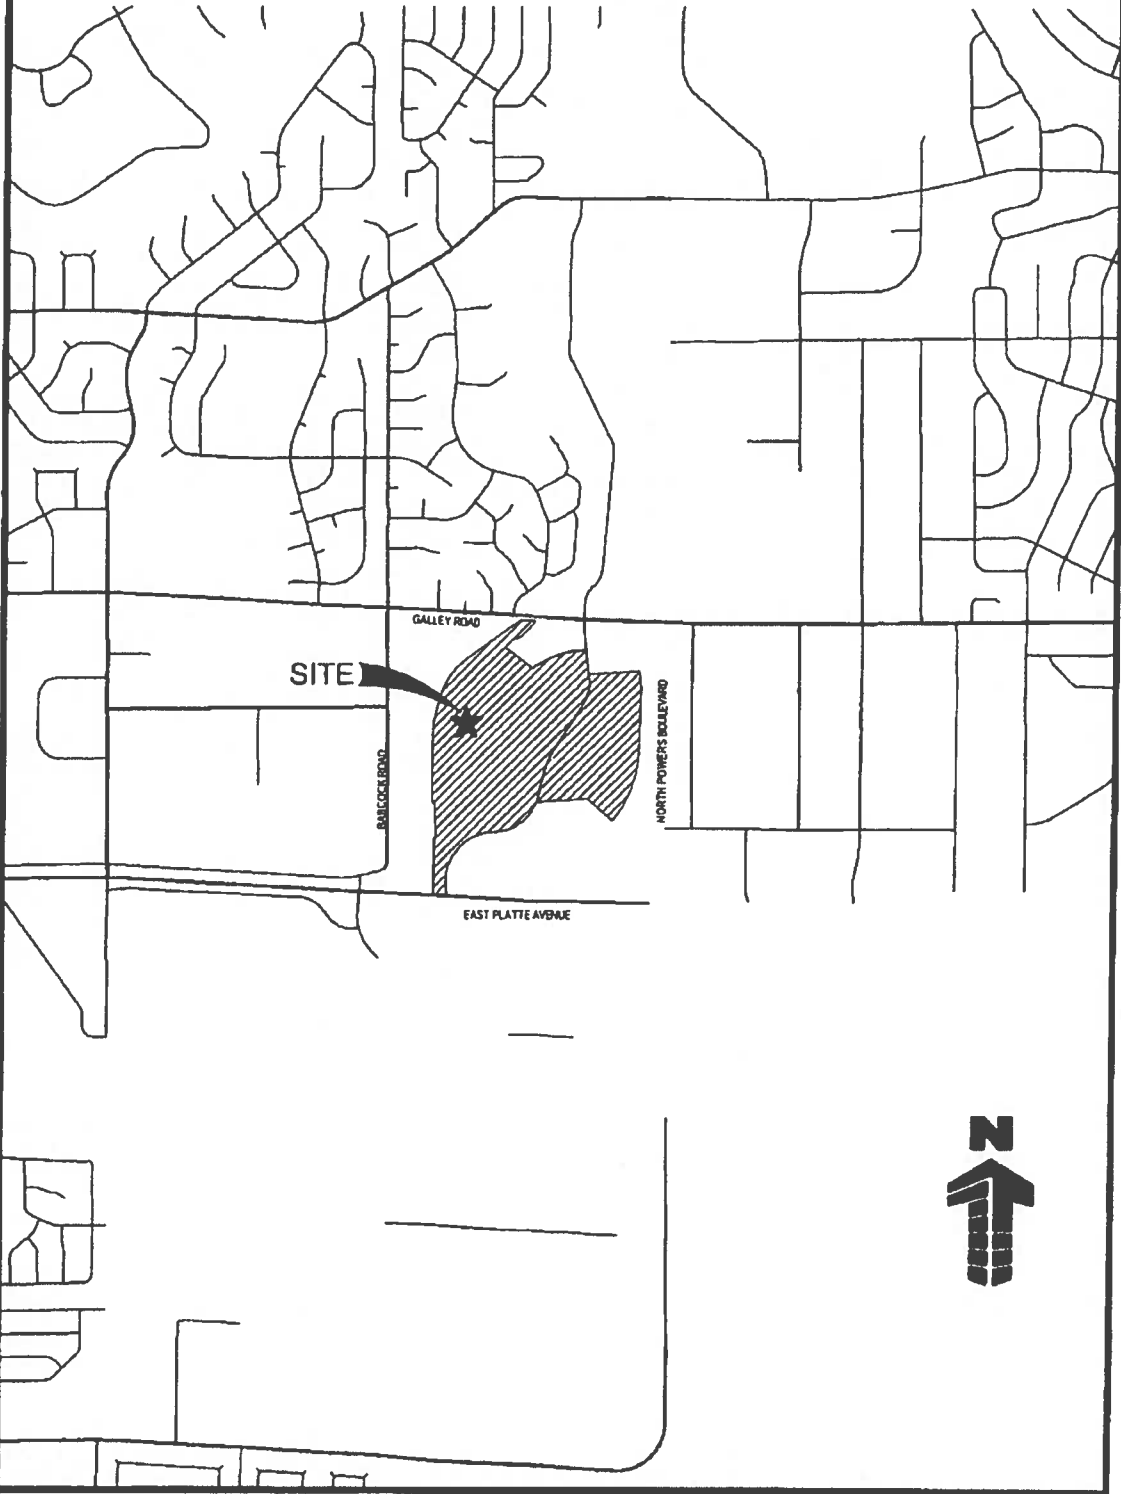 GALLEY ROAD
SITE
BABCOCK ROAD
NORTH POWERS BOULEVARD
EAST PLATTE AVENUE
N